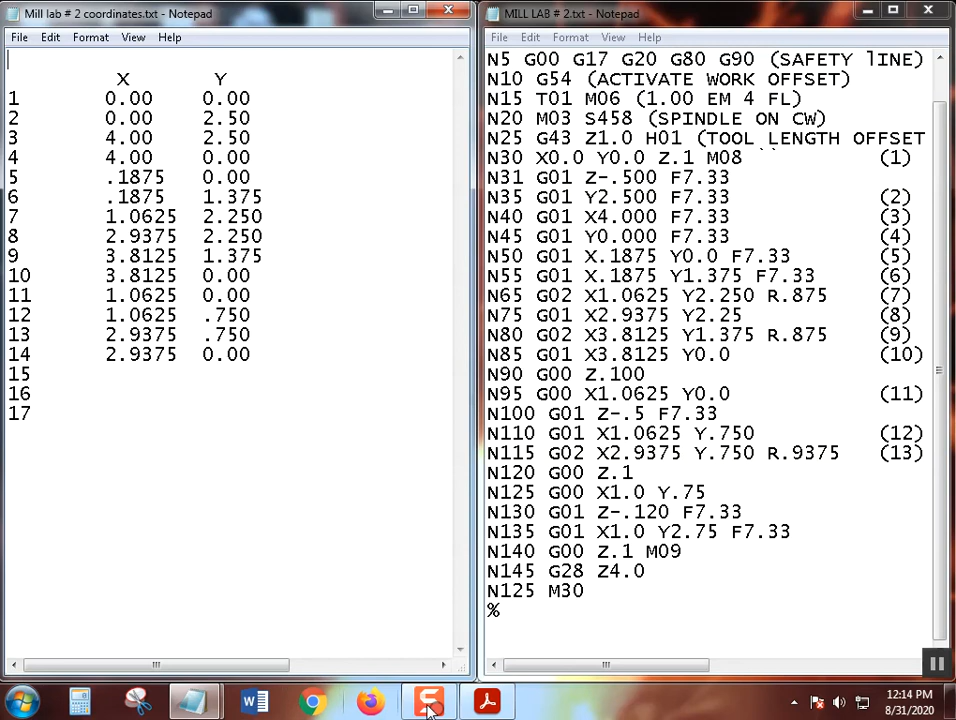 Mill lab # 2 coordinates.txt - Notepad
File Edit Format View Help
X Y
1 0.00 0.00
2 0.00 2.50
3 4.00 2.50
4 4.00 0.00
5 .1875 0.00
6 .1875 1.375
7 1.0625 2.250
8 2.9375 2.250
9 3.8125 1.375
10 3.8125 0.00
11 1.0625 0.00
12 1.0625 .750
13 2.9375 .750
14 2.9375 0.00
15
16
17
MILL LAB # 2.txt - Notepad
File Edit Format View Help
N5 G00 G17 G20 G80 G90 (SAFETY lINE)
N10 G54 (ACTIVATE WORK OFFSET)
N15 T01 M06 (1.00 EM 4 FL)
N20 M03 S458 (SPINDLE ON CW)
N25 G43 Z1.0 H01 (TOOL LENGTH OFFSET
N30 X0.0 Y0.0 Z.1 M08 `` (1)
N31 G01 Z-.500 F7.33
N35 G01 Y2.500 F7.33 (2)
N40 G01 X4.000 F7.33 (3)
N45 G01 Y0.000 F7.33 (4)
N50 G01 X.1875 Y0.0 F7.33 (5)
N55 G01 X.1875 Y1.375 F7.33 (6)
N65 G02 X1.0625 Y2.250 R.875 (7)
N75 G01 X2.9375 Y2.25 (8)
N80 G02 X3.8125 Y1.375 R.875 (9)
N85 G01 X3.8125 Y0.0 (10)
N90 G00 Z.100
N95 G00 X1.0625 Y0.0 (11)
N100 G01 Z-.5 F7.33
N110 G01 X1.0625 Y.750 (12)
N115 G02 X2.9375 Y.750 R.9375 (13)
N120 G00 Z.1
N125 G00 X1.0 Y.75
N130 G01 Z-.120 F7.33
N135 G01 X1.0 Y2.75 F7.33
N140 G00 Z.1 M09
N145 G28 Z4.0
N125 M30
%
12:14 PM
8/31/2020